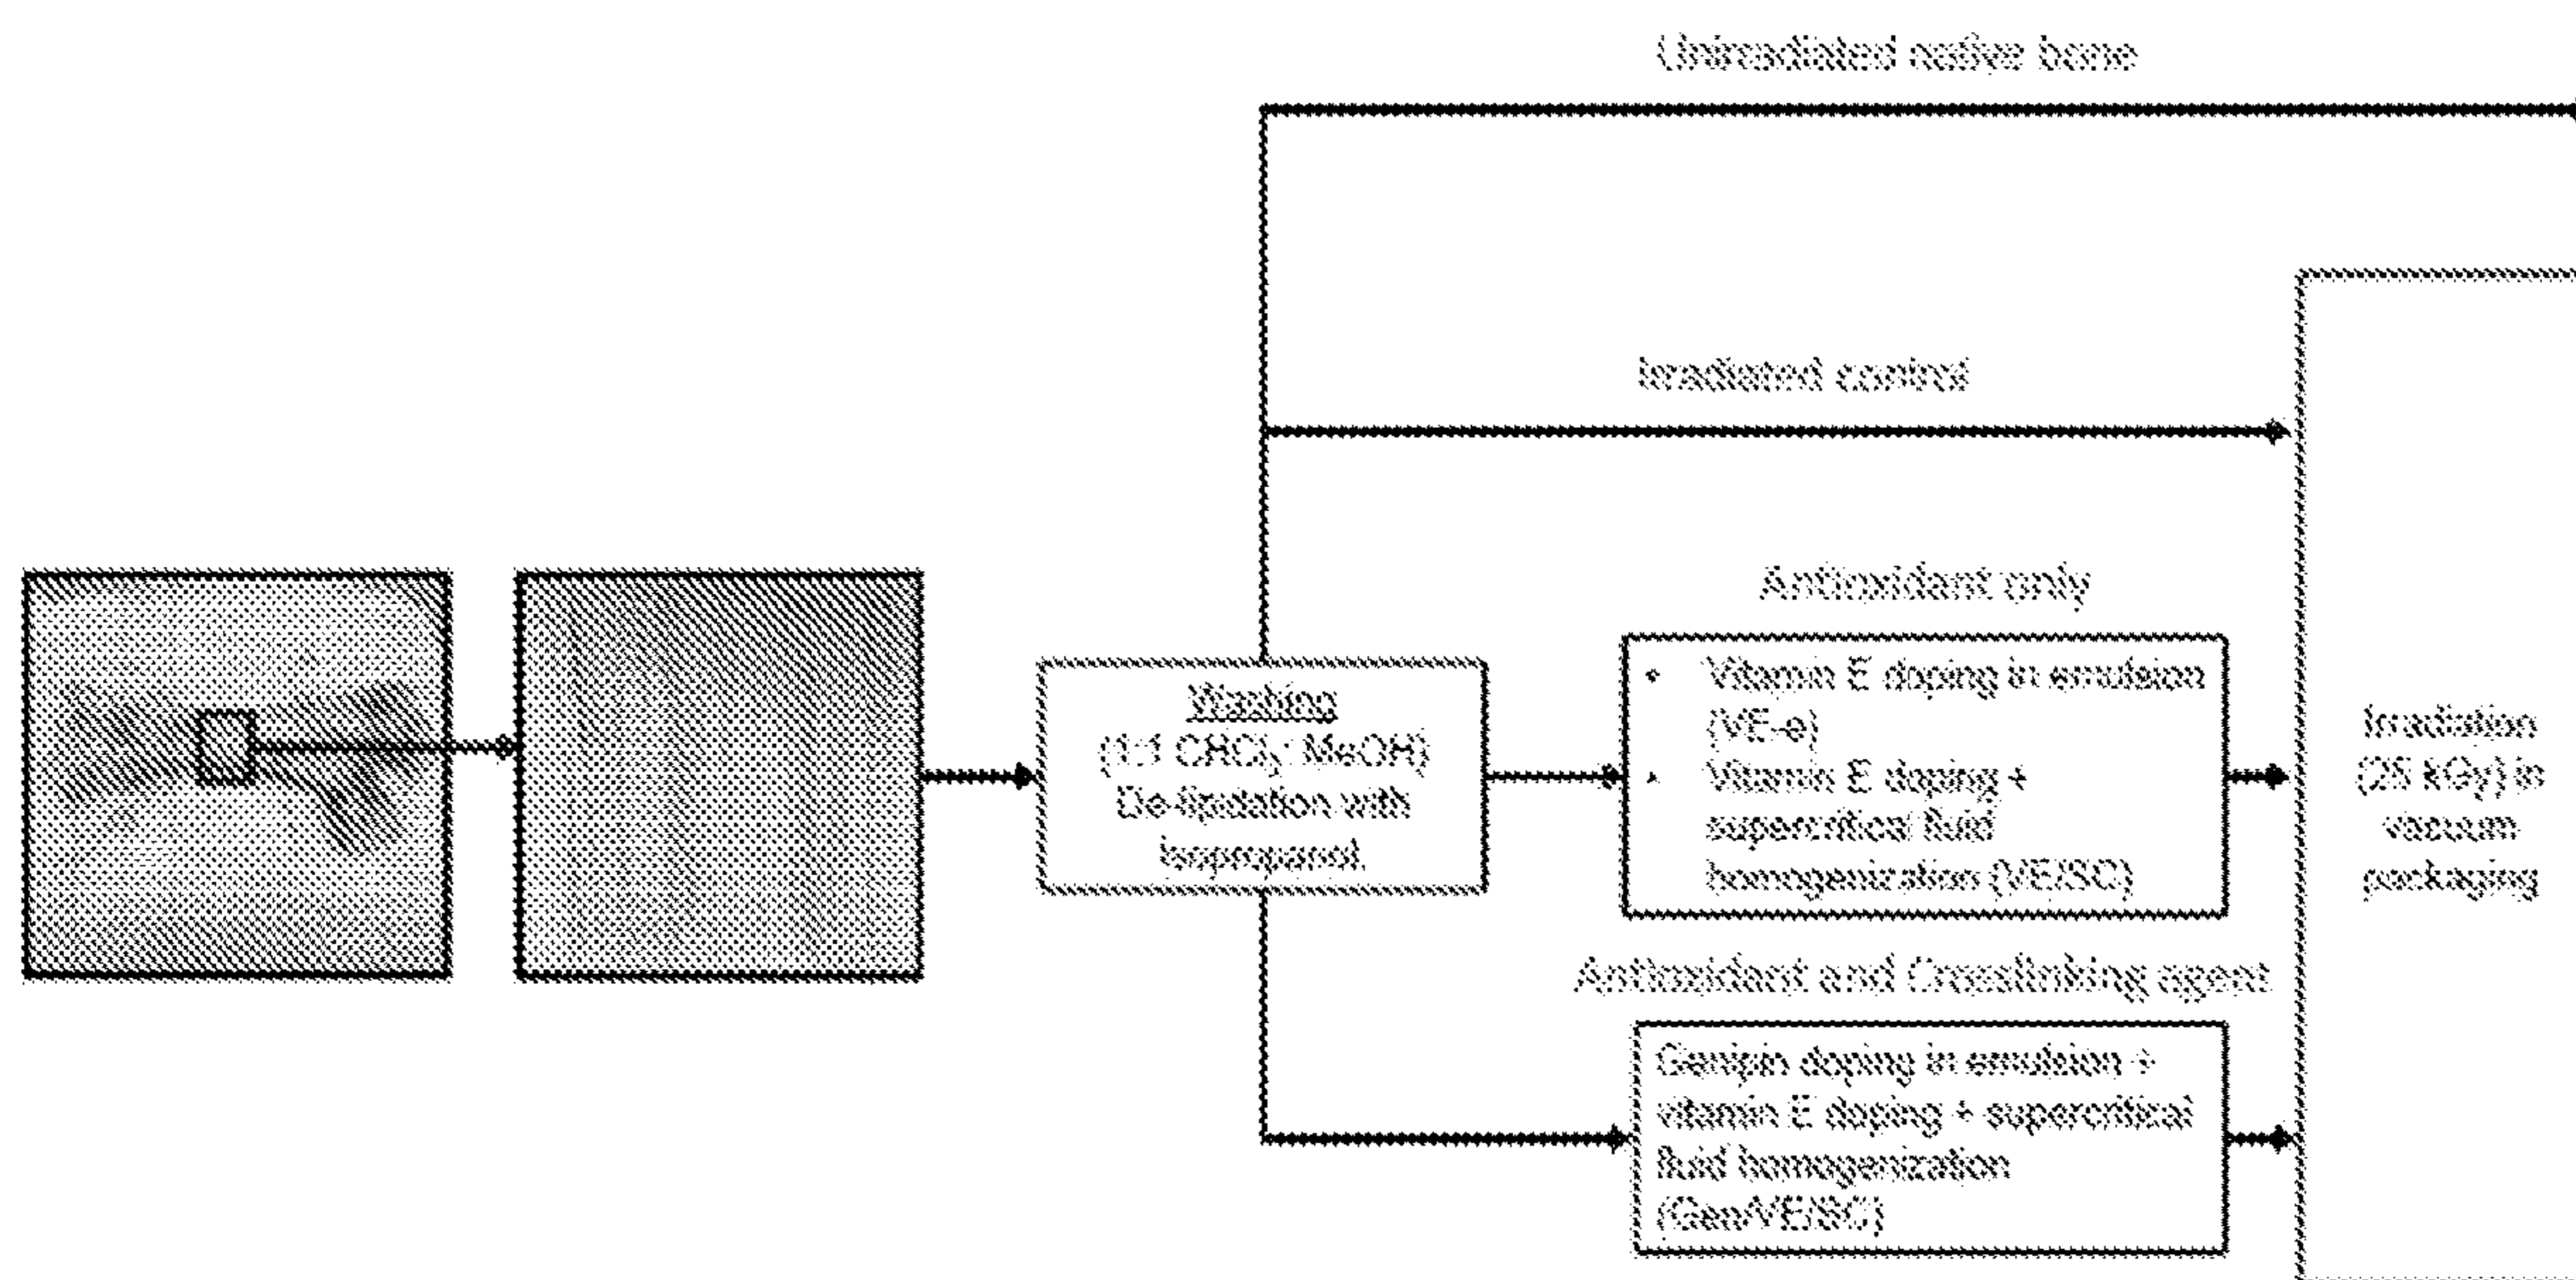 Unirradiated native bone
Irradiated control
Antioxidant only
Washing
(1:1 CHCl₃: MeOH)
De-lipidation with
isopropanol.
• Vitamin E doping in emulsion
(VE-e)
• Vitamin E doping +
supercritical fluid
homogenization (VE/SC)
Antioxidant and Crosslinking agent
Genipin doping in emulsion +
vitamin E doping + supercritical
fluid homogenization
(Gen/VE/SC)
Irradiation
(25 kGy) in
vacuum
packaging